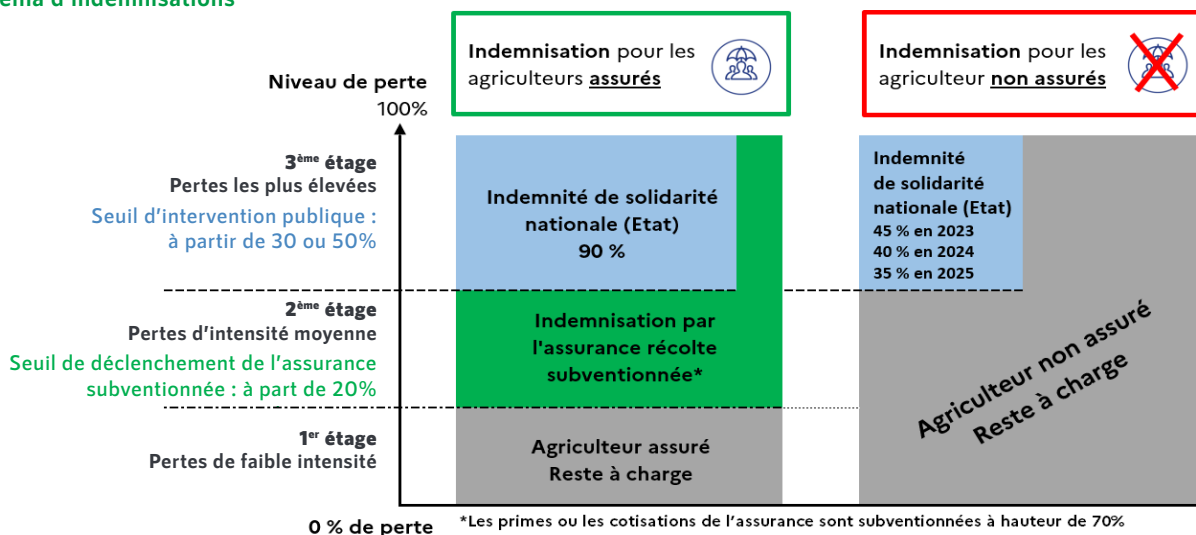 d'indemnisations
Indemnisation pour les
agriculteurs assurés
Indemnisation pour les
agriculteur non assurés
Niveau de perte
100%
3ème étage
Pertes les plus élevées
Seuil d'intervention publique :
à partir de 30 ou 50%
Indemnité de solidarité
nationale (Etat)
90 %
Indemnité
de solidarité
nationale (Etat)
45 % en 2023
40 % en 2024
35 % en 2025
2ème étage
Pertes d'intensité moyenne
Seuil de déclenchement de l'assurance
subventionnée : à part de 20%
Indemnisation par
l'assurance récolte
subventionnée*
Agriculteur non assuré
Reste à charge
1er étage
Pertes de faible intensité
Agriculteur assuré
Reste à charge
0 % de perte
*Les primes ou les cotisations de l'assurance sont subventionnées à hauteur de 70%